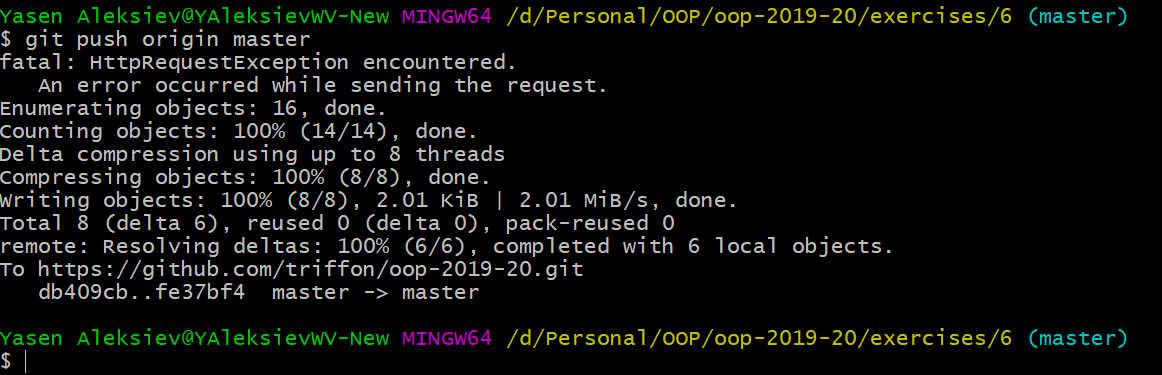 Yasen Aleksiev@YAleksievWV-New MINGW64 /d/Personal/OOP/oop-2019-20/exercises/6 (master)
$ git push origin master
fatal: HttpRequestException encountered.
   An error occurred while sending the request.
Enumerating objects: 16, done.
Counting objects: 100% (14/14), done.
Delta compression using up to 8 threads
Compressing objects: 100% (8/8), done.
Writing objects: 100% (8/8), 2.01 KiB | 2.01 MiB/s, done.
Total 8 (delta 6), reused 0 (delta 0), pack-reused 0
remote: Resolving deltas: 100% (6/6), completed with 6 local objects.
To https://github.com/triffon/oop-2019-20.git
   db409cb..fe37bf4  master -> master
Yasen Aleksiev@YAleksievWV-New MINGW64 /d/Personal/OOP/oop-2019-20/exercises/6 (master)
$